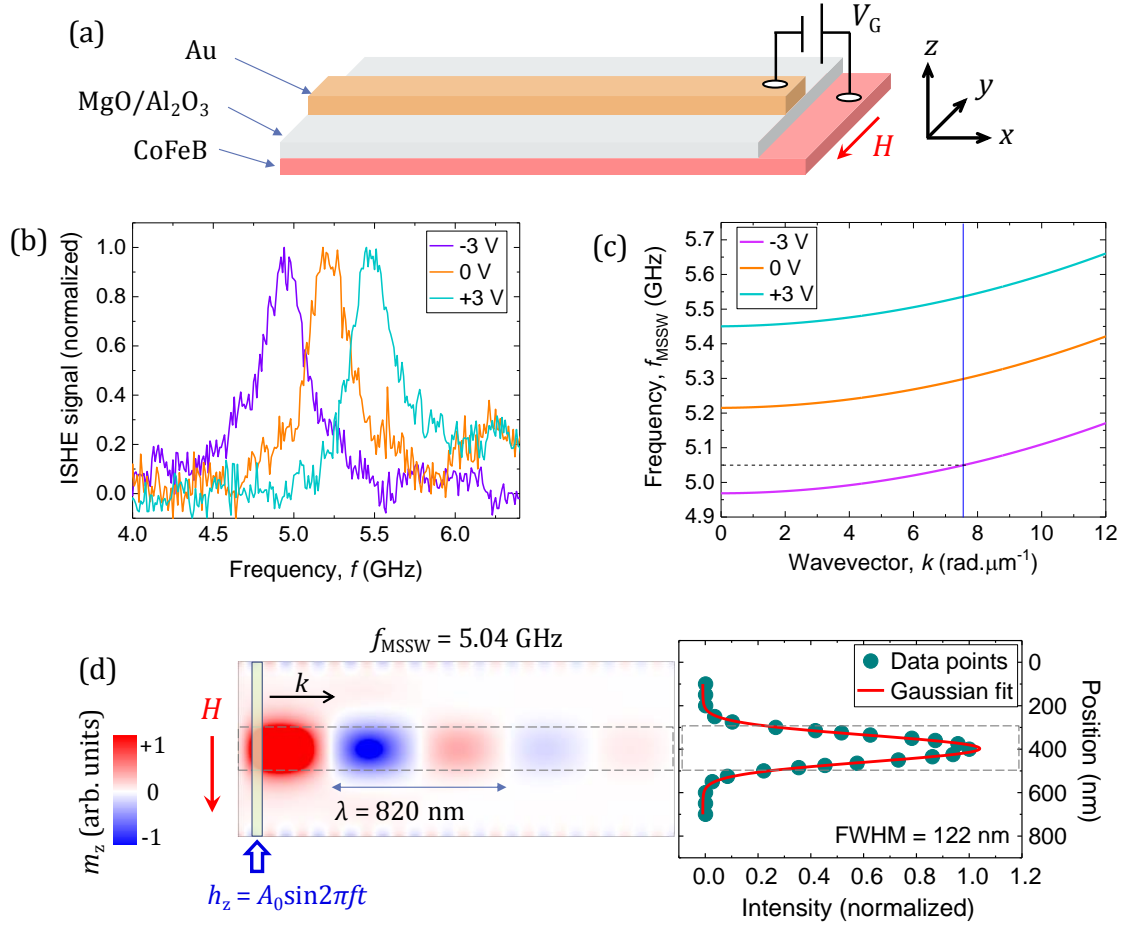 (a)
Au
MgO/Al₂O₃
CoFeB
V_G
H
z
y
x
(b)
ISHE signal (normalized)
1.0
0.8
0.6
0.4
0.2
0.0
-3 V
0 V
+3 V
4.0 4.5 5.0 5.5 6.0
Frequency, f (GHz)
(c)
Frequency, f_MSSW (GHz)
5.7
5.6
5.5
5.4
5.3
5.2
5.1
5.0
4.9
-3 V
0 V
+3 V
0 2 4 6 8 10 12
Wavevector, k (rad.μm⁻¹)
(d)
f_MSSW = 5.04 GHz
k
H
m_z (arb. units)
+1
0
-1
λ = 820 nm
h_z = A₀sin2πft
Data points
Gaussian fit
FWHM = 122 nm
0
200
400
600
800
Position (nm)
0.0 0.2 0.4 0.6 0.8 1.0 1.2
Intensity (normalized)